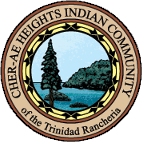 CHER-AE HEIGHTS INDIAN COMMUNITY
of the Trinidad Rancheria